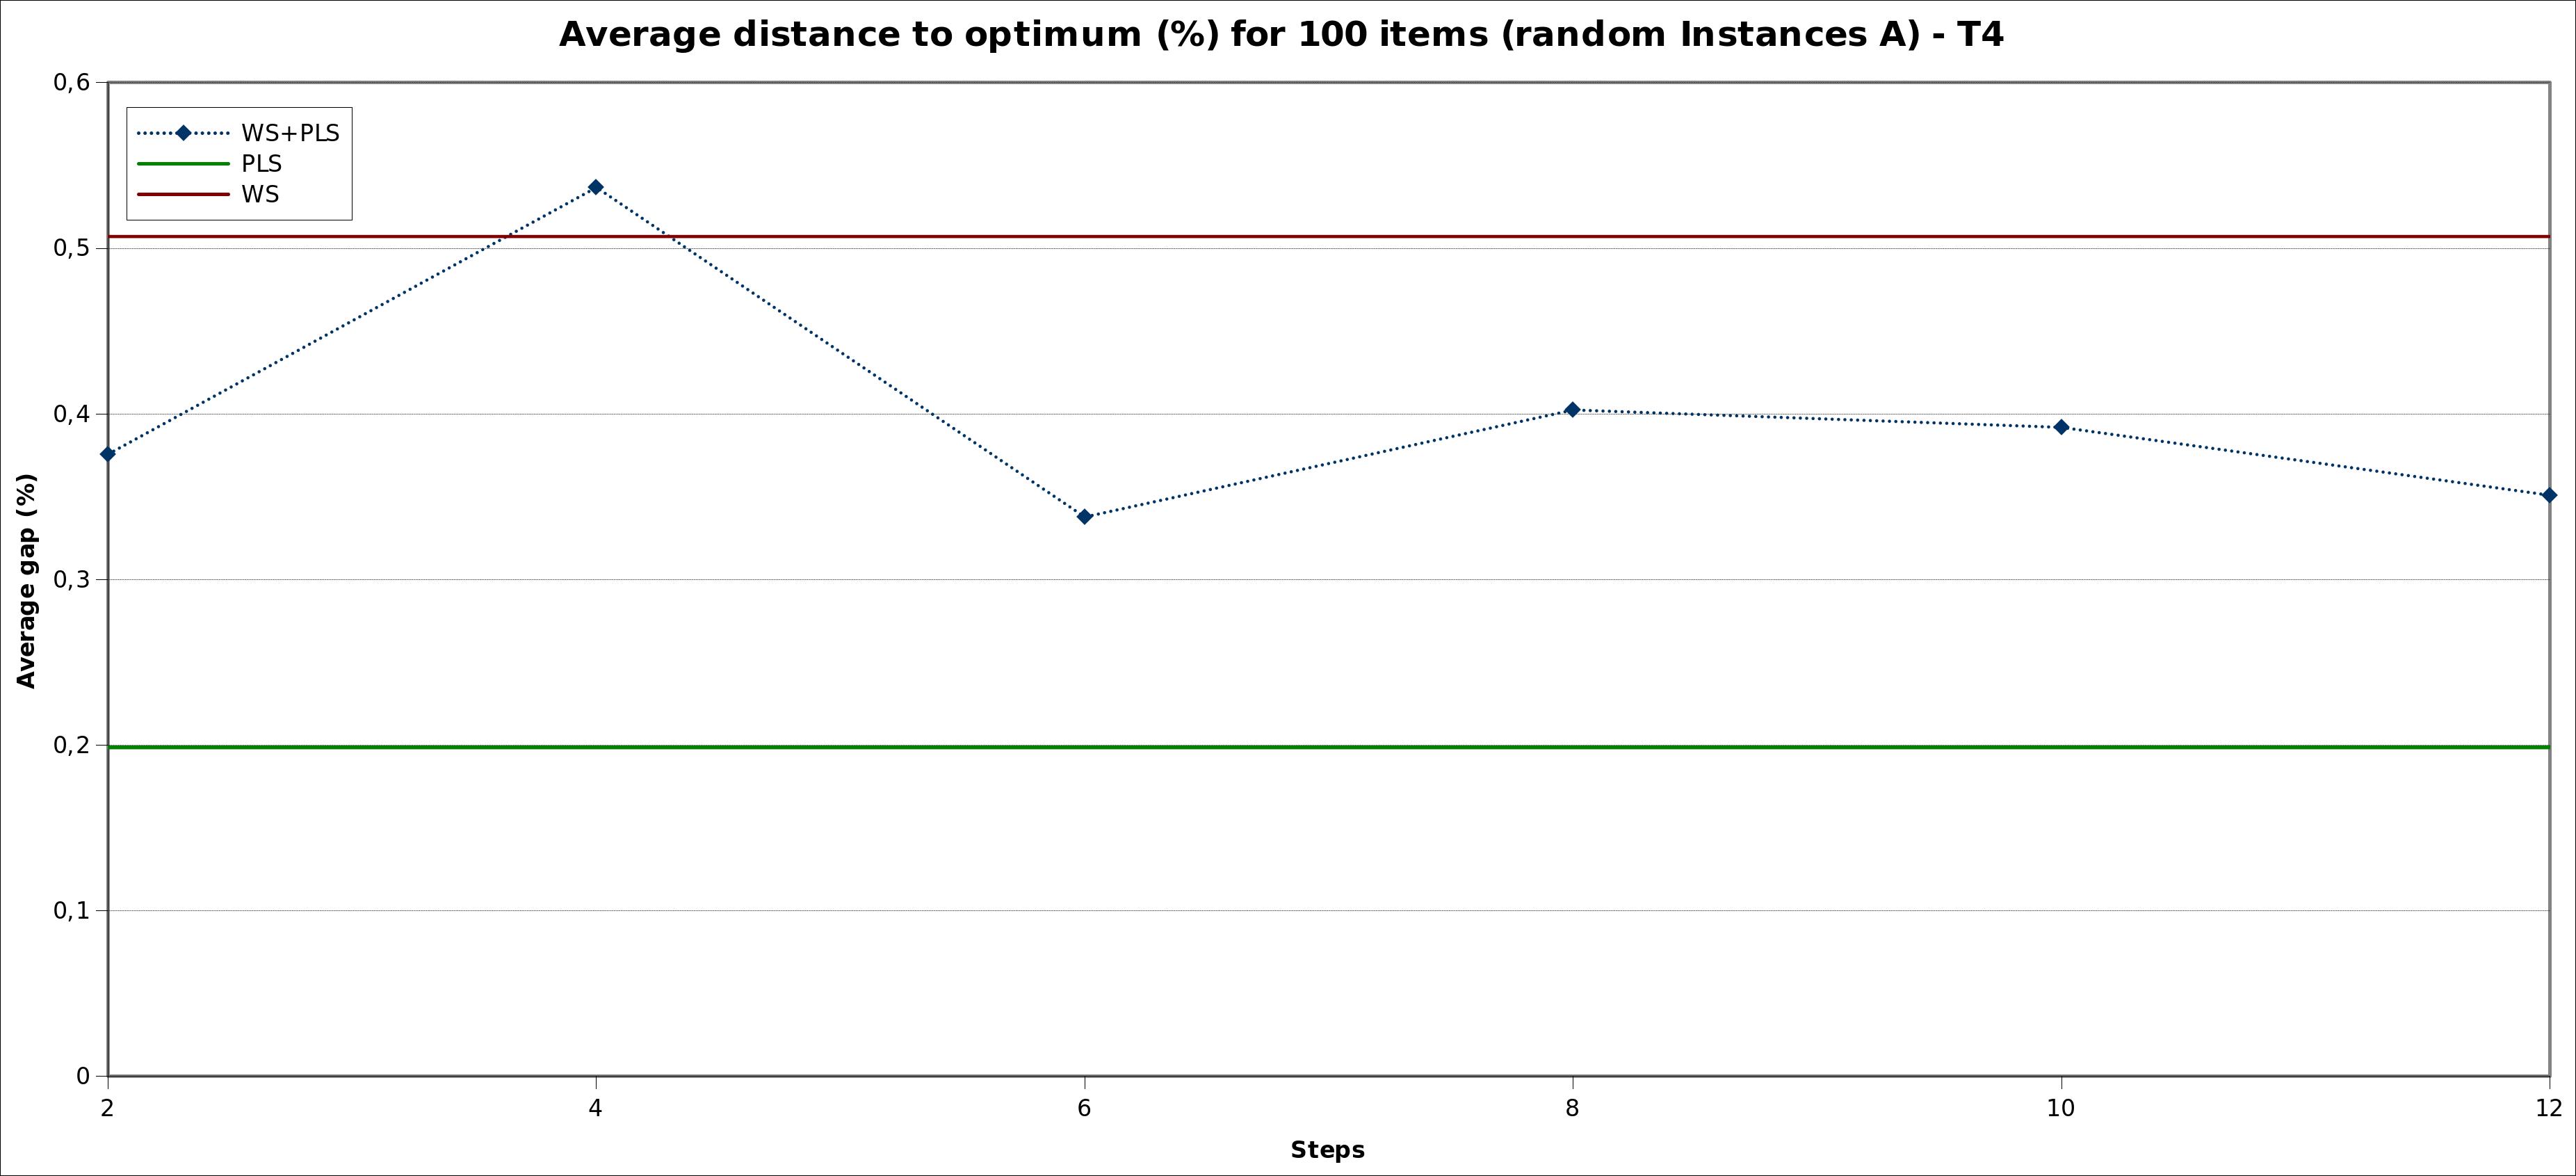 Average distance to optimum (%) for 100 items (random Instances A) - T4
0,6
WS+PLS
PLS
WS
0,5
0,4
0,3
0,2
0,1
0
Average gap (%)
2 4 6 8 10 12
Steps